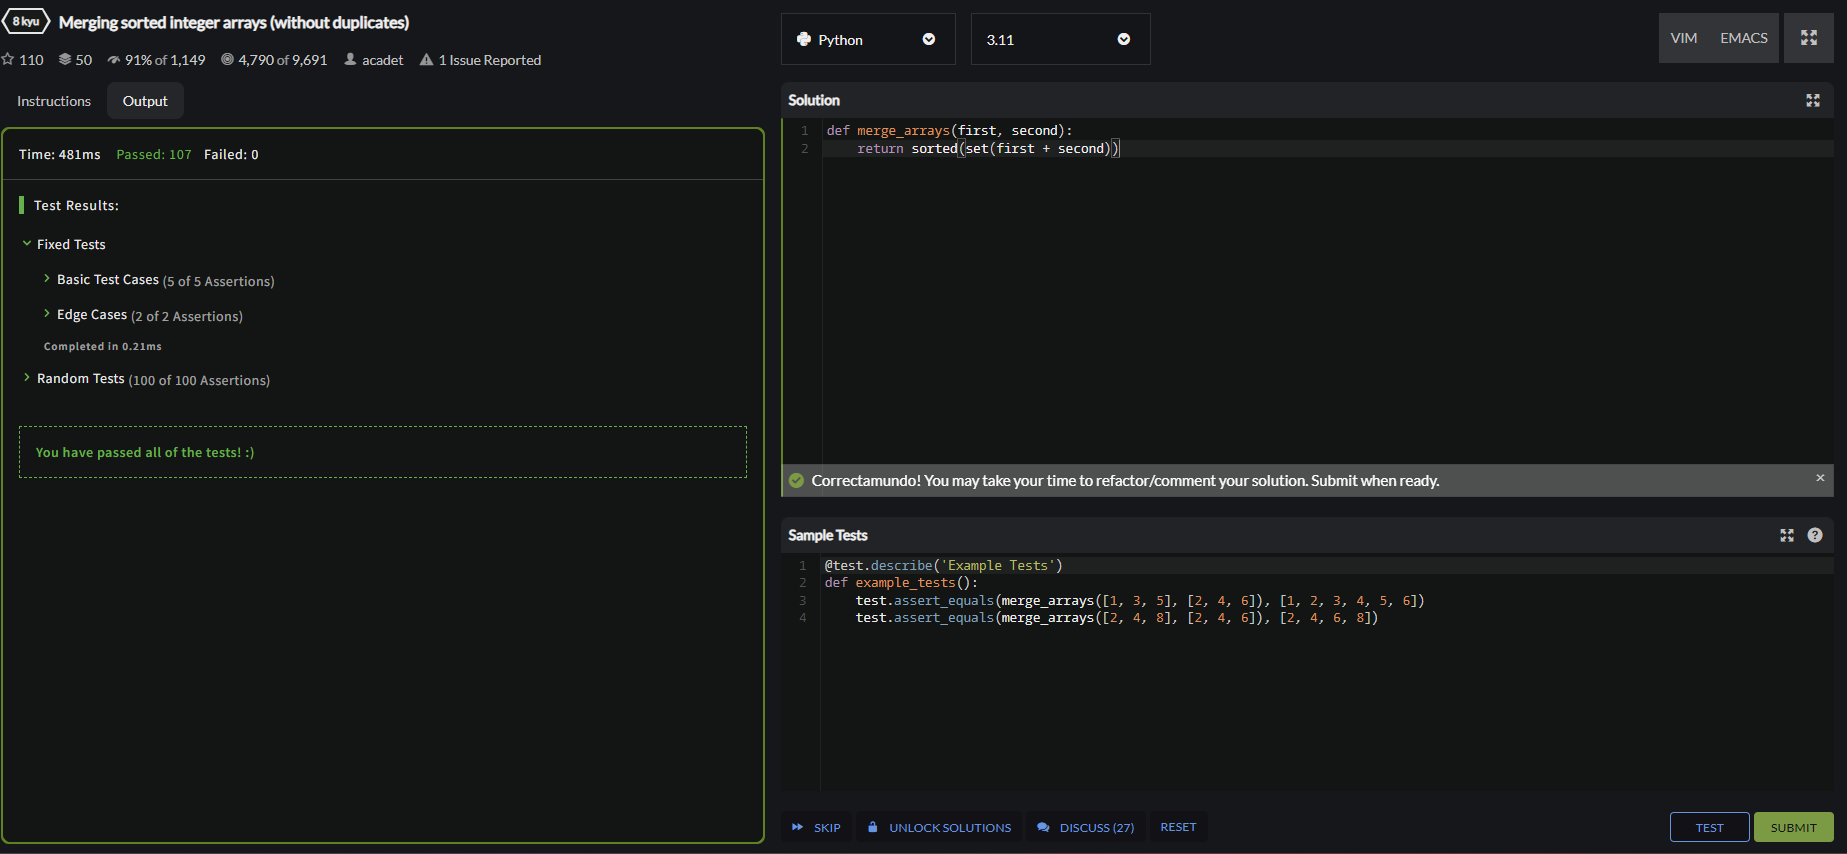 8 kyu Merging sorted integer arrays (without duplicates)
110 50 91% of 1,149 4,790 of 9,691 acadet 1 Issue Reported
Instructions Output
Time: 481ms Passed: 107 Failed: 0
Test Results:
Fixed Tests
Basic Test Cases (5 of 5 Assertions)
Edge Cases (2 of 2 Assertions)
Completed in 0.21ms
Random Tests (100 of 100 Assertions)
You have passed all of the tests! :)
Python 3.11 VIM EMACS
Solution
1 def merge_arrays(first, second):
2     return sorted(set(first + second))
Correctamundo! You may take your time to refactor/comment your solution. Submit when ready. ×
Sample Tests ?
1 @test.describe('Example Tests')
2 def example_tests():
3     test.assert_equals(merge_arrays([1, 3, 5], [2, 4, 6]), [1, 2, 3, 4, 5, 6])
4     test.assert_equals(merge_arrays([2, 4, 8], [2, 4, 6]), [2, 4, 6, 8])
SKIP UNLOCK SOLUTIONS DISCUSS (27) RESET TEST SUBMIT